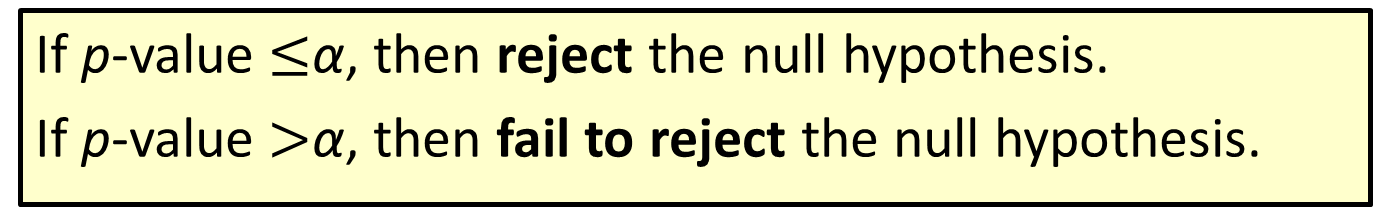 If p-value ≤α, then reject the null hypothesis.
If p-value >α, then fail to reject the null hypothesis.